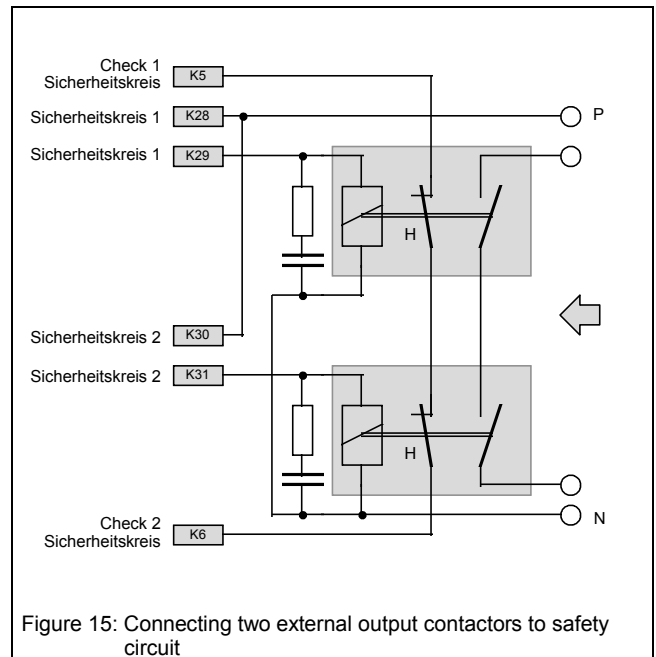 Check 1
Sicherheitskreis K5
Sicherheitskreis 1 K28 P
Sicherheitskreis 1 K29
H
Sicherheitskreis 2 K30
Sicherheitskreis 2 K31
H
N
Check 2
Sicherheitskreis K6
Figure 15: Connecting two external output contactors to safety
circuit